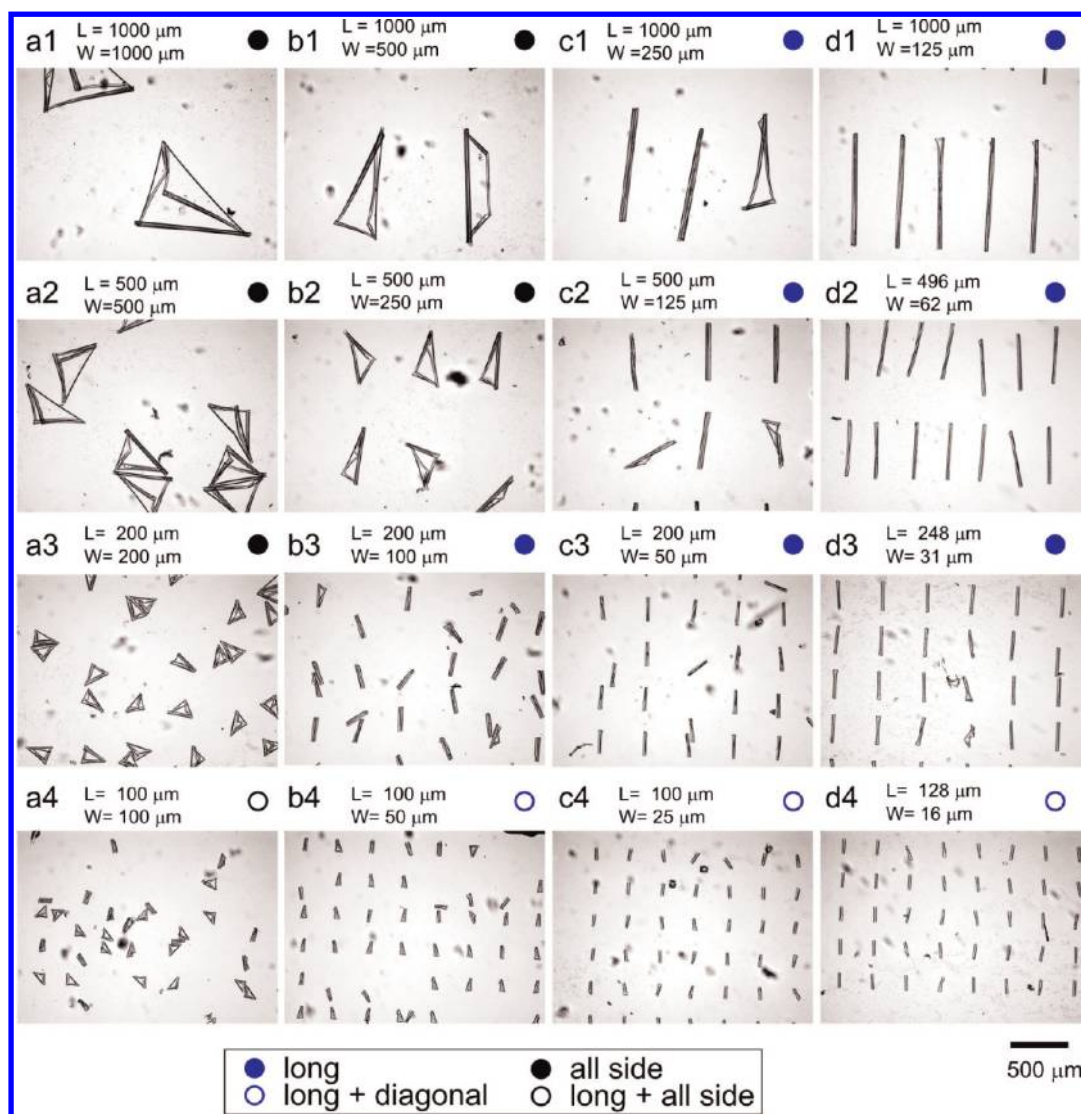 a1 L = 1000 μm
W = 1000 μm
b1 L = 1000 μm
W =500 μm
c1 L = 1000 μm
W = 250 μm
d1 L = 1000 μm
W = 125 μm
a2 L = 500 μm
W=500 μm
b2 L = 500 μm
W=250 μm
c2 L = 500 μm
W = 125 μm
d2 L = 496 μm
W = 62 μm
a3 L= 200 μm
W= 200 μm
b3 L= 200 μm
W= 100 μm
c3 L= 200 μm
W= 50 μm
d3 L= 248 μm
W= 31 μm
a4 L= 100 μm
W= 100 μm
b4 L= 100 μm
W= 50 μm
c4 L= 100 μm
W= 25 μm
d4 L= 128 μm
W= 16 μm
long
all side
long + diagonal
long + all side
500 μm